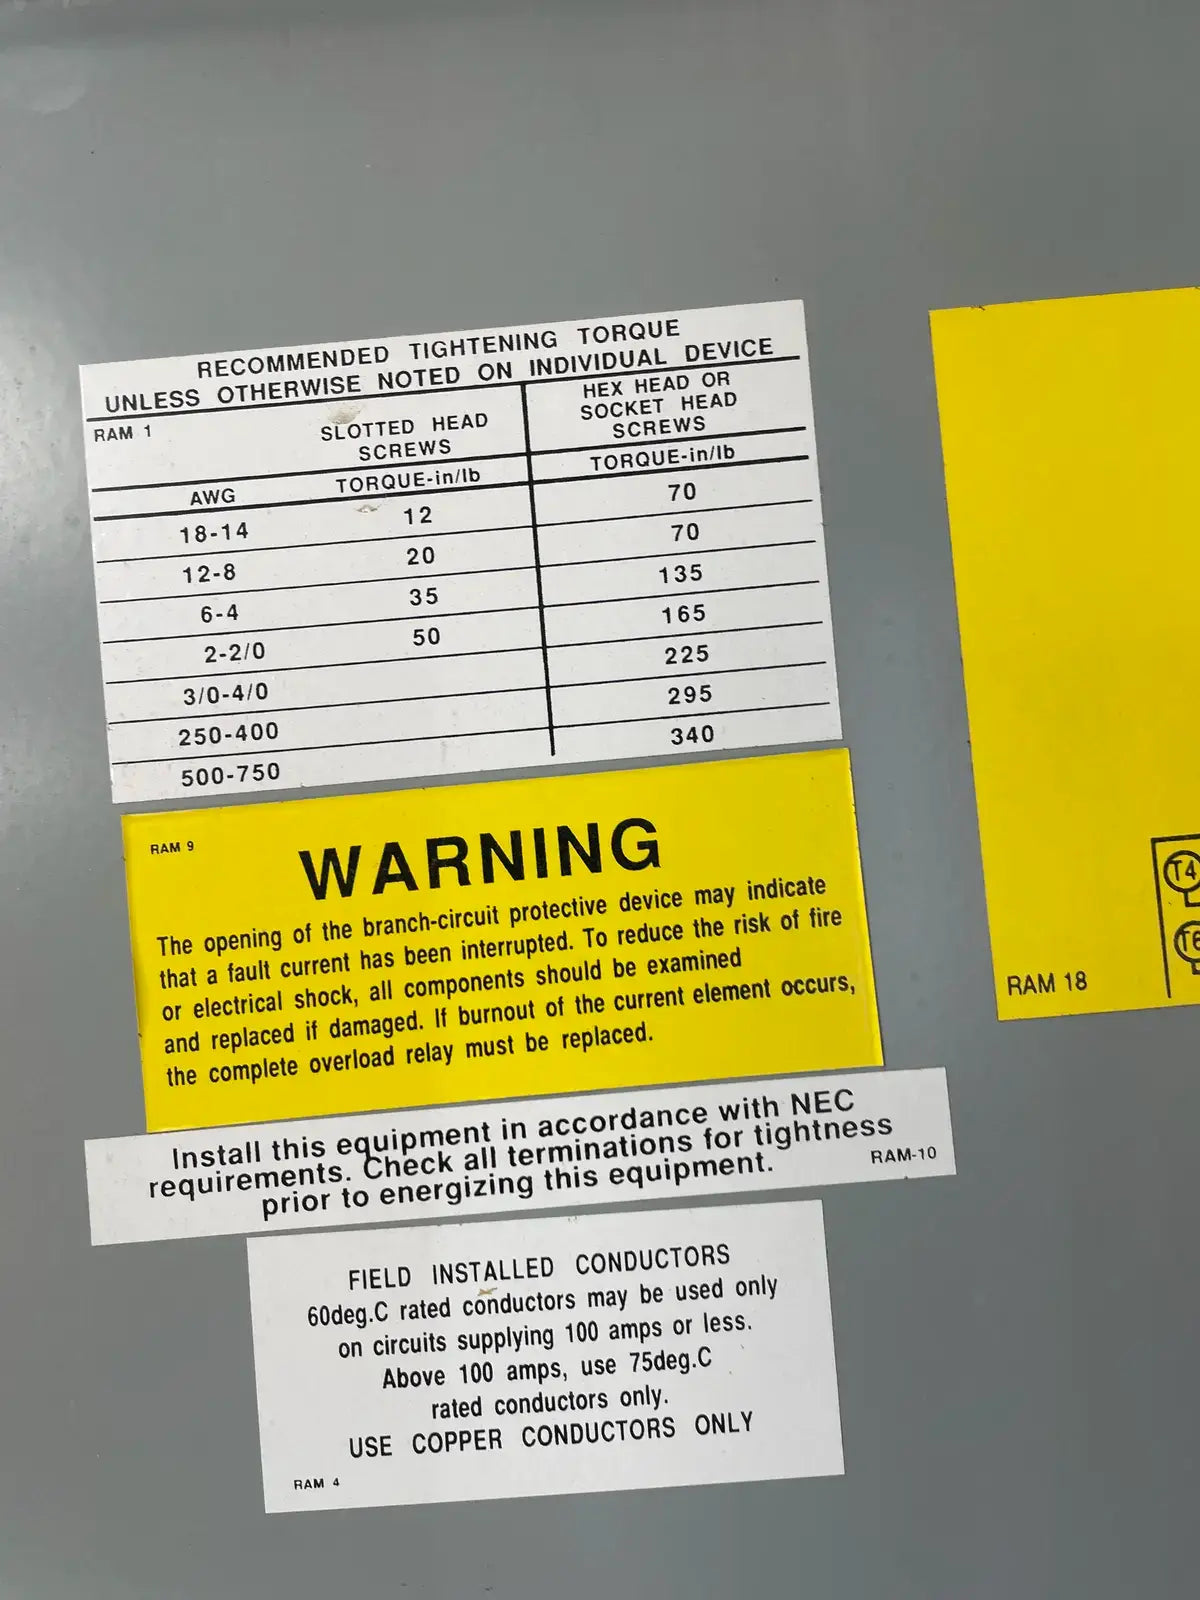 RECOMMENDED TIGHTENING TORQUE
UNLESS OTHERWISE NOTED ON INDIVIDUAL DEVICE
RAM 1
SLOTTED HEAD
SCREWS
HEX HEAD OR
SOCKET HEAD
SCREWS
AWG TORQUE-in/lb TORQUE-in/lb
18-14 12 70
12-8 20 70
6-4 35 135
2-2/0 50 165
3/0-4/0 225
250-400 295
500-750 340
RAM 9
WARNING
The opening of the branch-circuit protective device may indicate
that a fault current has been interrupted. To reduce the risk of fire
or electrical shock, all components should be examined
and replaced if damaged. If burnout of the current element occurs,
the complete overload relay must be replaced.
Install this equipment in accordance with NEC
requirements. Check all terminations for tightness
prior to energizing this equipment.
RAM-10
FIELD INSTALLED CONDUCTORS
60deg.C rated conductors may be used only
on circuits supplying 100 amps or less.
Above 100 amps, use 75deg.C
rated conductors only.
USE COPPER CONDUCTORS ONLY
RAM 4
T4
T6
RAM 18